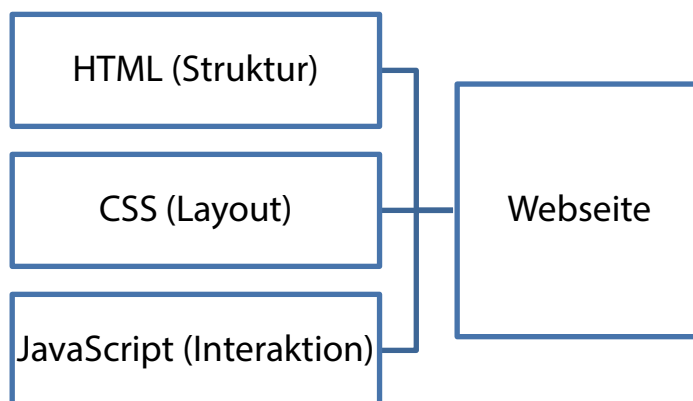 HTML (Struktur)
CSS (Layout)
JavaScript (Interaktion)
Webseite